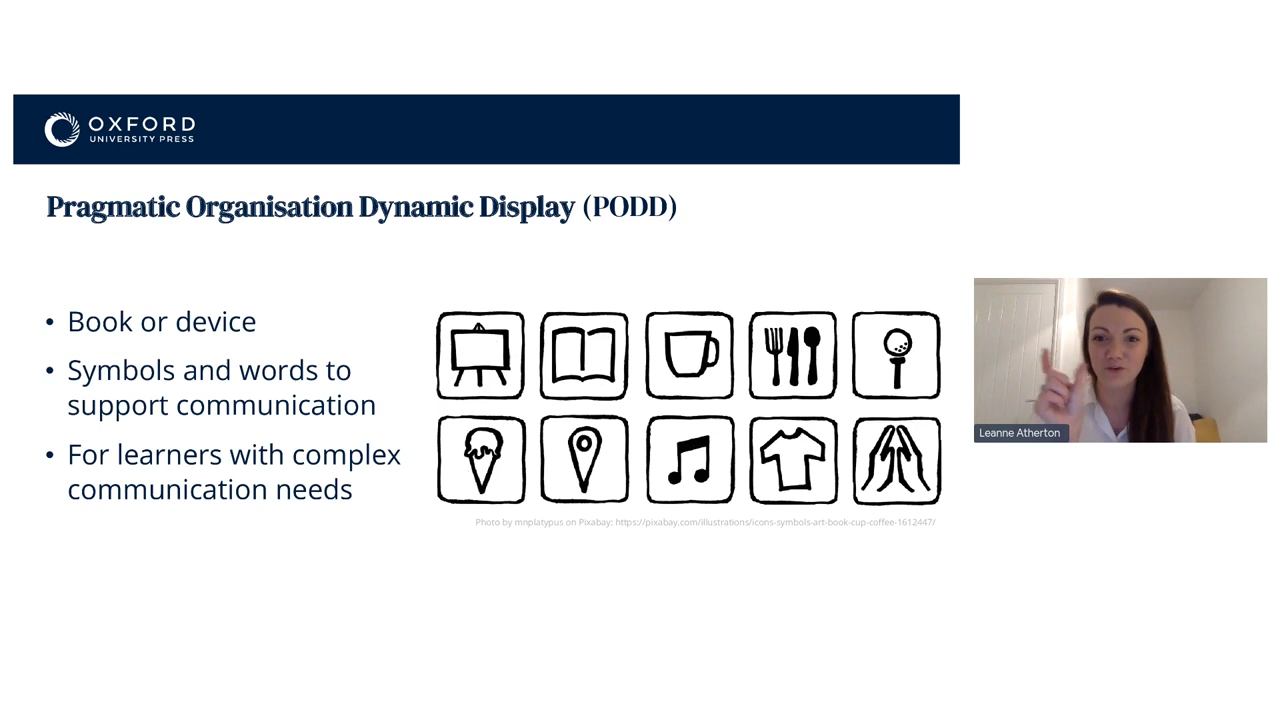 OXFORD
UNIVERSITY PRESS
Pragmatic Organisation Dynamic Display (PODD)
• Book or device
• Symbols and words to
support communication
• For learners with complex
communication needs
Photo by mnplatypus on Pixabay: https://pixabay.com/illustrations/icons-symbols-art-book-cup-coffee-1612447/
Leanne Atherton